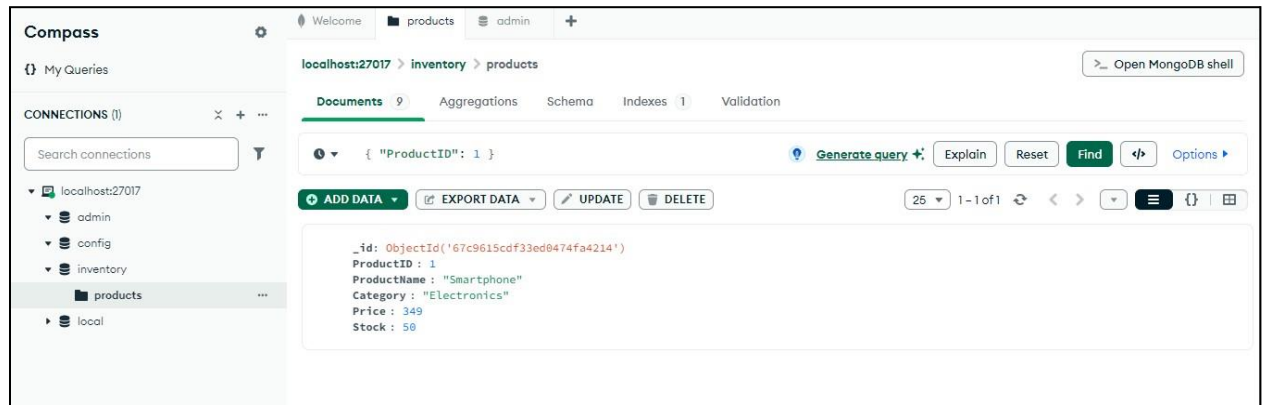 Compass
{} My Queries
CONNECTIONS (1)
Search connections
localhost:27017
admin
config
inventory
products
local
Welcome products admin
localhost:27017 > inventory > products
>_ Open MongoDB shell
Documents 9 Aggregations Schema Indexes 1 Validation
{ "ProductID": 1 }
Generate query Explain Reset Find </> Options
ADD DATA EXPORT DATA UPDATE DELETE
25 1-1 of 1 {}
_id: ObjectId('67c9615cdf33ed0474fa4214')
ProductID : 1
ProductName : "Smartphone"
Category : "Electronics"
Price : 349
Stock : 50